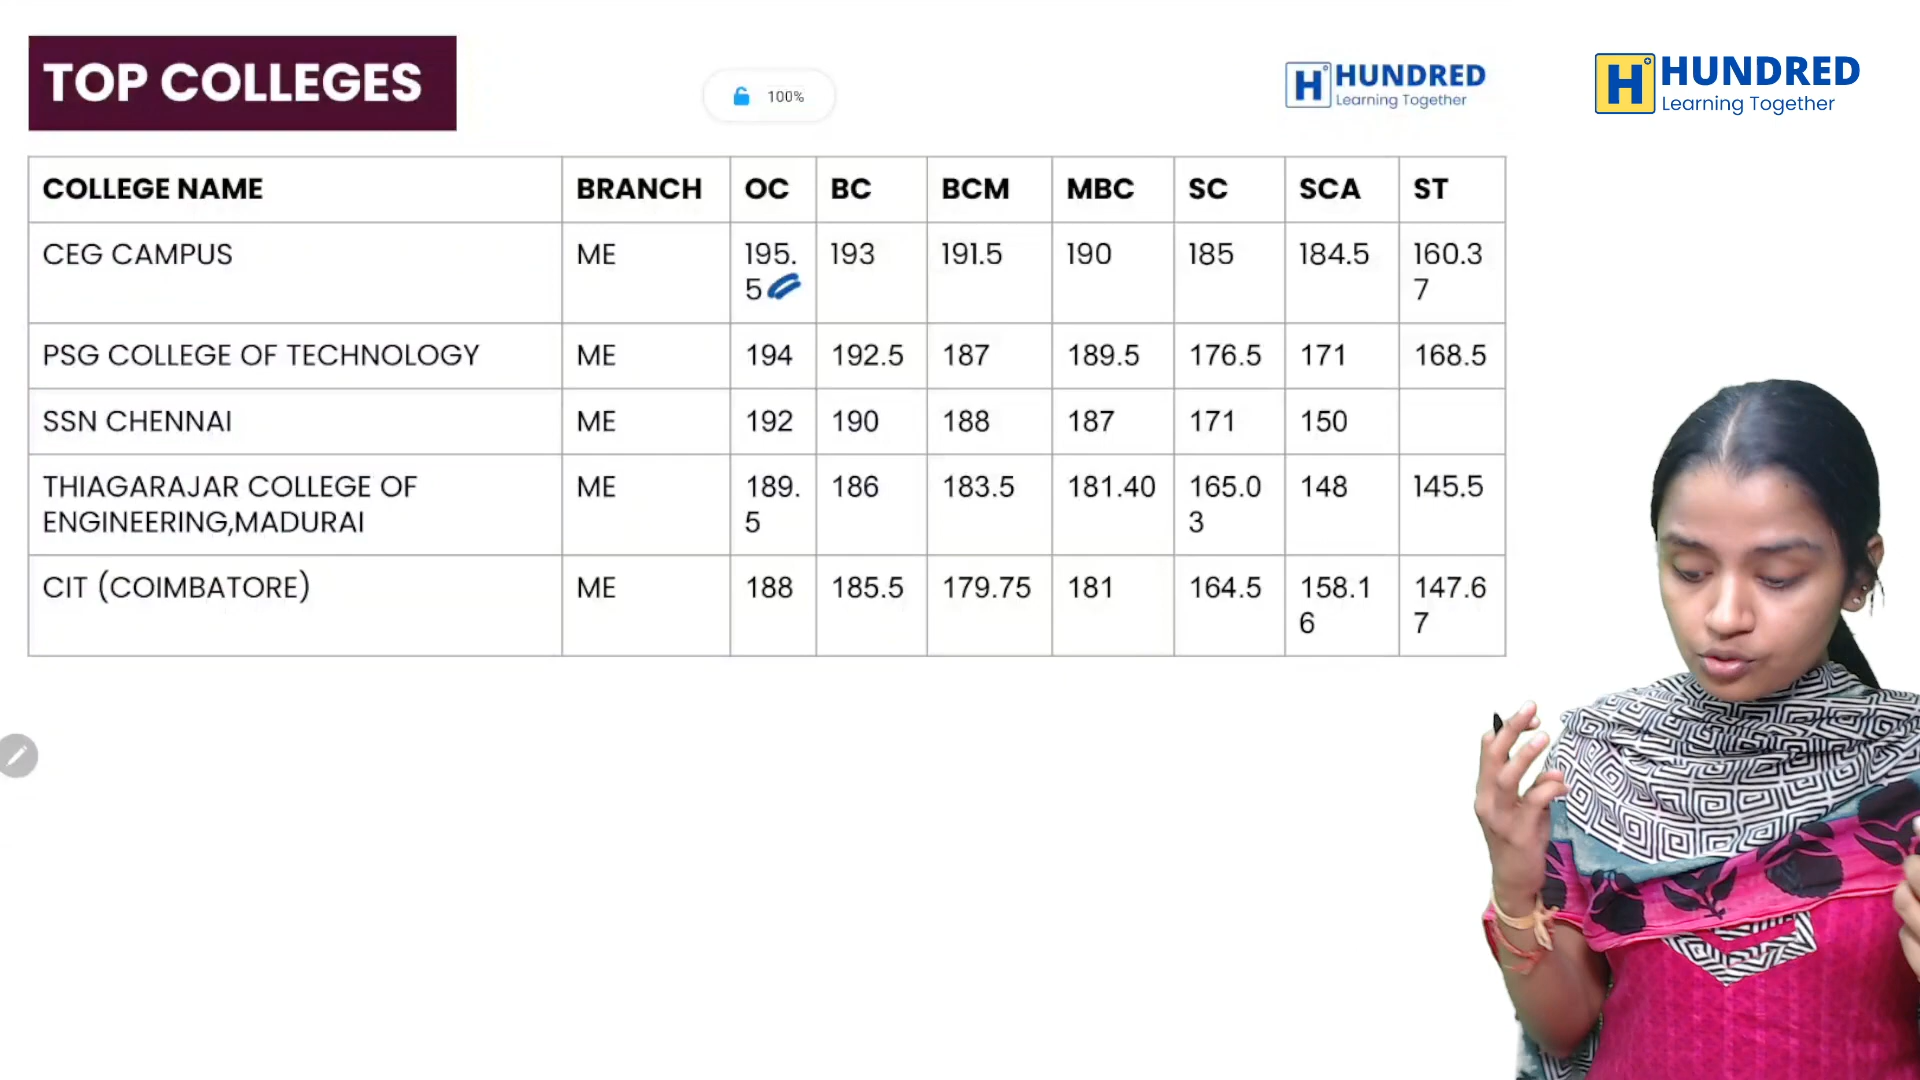 TOP COLLEGES
100%
H HUNDRED
Learning Together
H HUNDRED
Learning Together
COLLEGE NAME BRANCH OC BC BCM MBC SC SCA ST
CEG CAMPUS ME 195. 193 191.5 190 185 184.5 160.3
5 7
PSG COLLEGE OF TECHNOLOGY ME 194 192.5 187 189.5 176.5 171 168.5
SSN CHENNAI ME 192 190 188 187 171 150
THIAGARAJAR COLLEGE OF ME 189. 186 183.5 181.40 165.0 148 145.5
ENGINEERING,MADURAI 5 3
CIT (COIMBATORE) ME 188 185.5 179.75 181 164.5 158.1 147.6
6 7